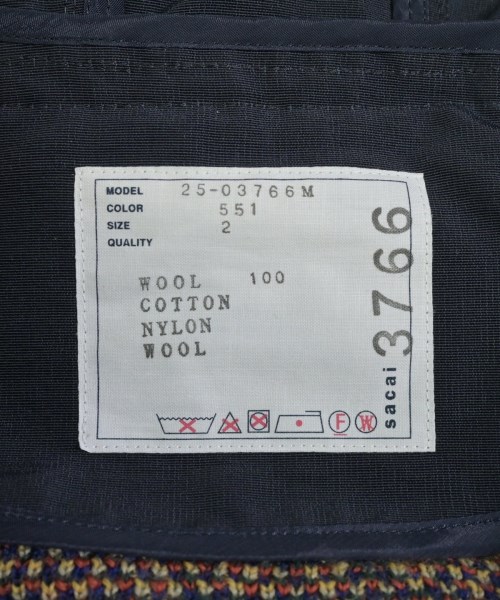 MODEL 25-03766M
COLOR 551
SIZE 2
QUALITY
WOOL 100
COTTON
NYLON
WOOL
F
W
sacai 3766